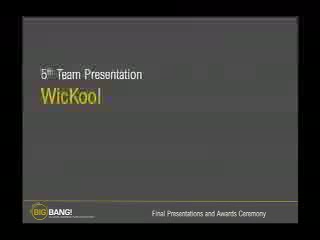 5th Team Presentation
WicKool
BIG BANG!
Final Presentations and Awards Ceremony